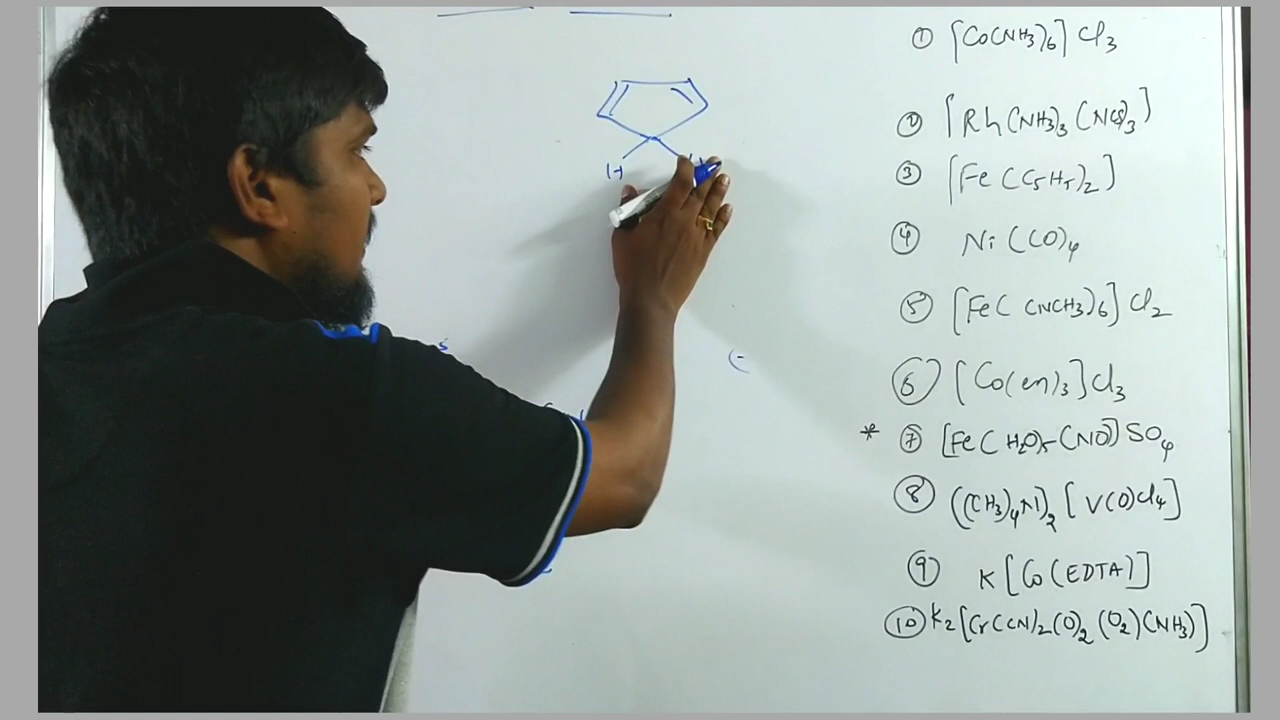 H H
① [Co(NH3)6] Cl3
② [Rh(NH3)3 (NCS)3]
③ [Fe(C5H5)2]
④ Ni(CO)4
⑤ [Fe(CNCH3)6] Cl2
⑥ [Co(en)3]Cl3
* ⑦ [Fe(H2O)5(NO)] SO4
⑧ ((CH3)4N)2 [V(O)Cl4]
⑨ K[Co(EDTA)]
⑩ K2[Cr(CN)2(O)2(O2)(NH3)]